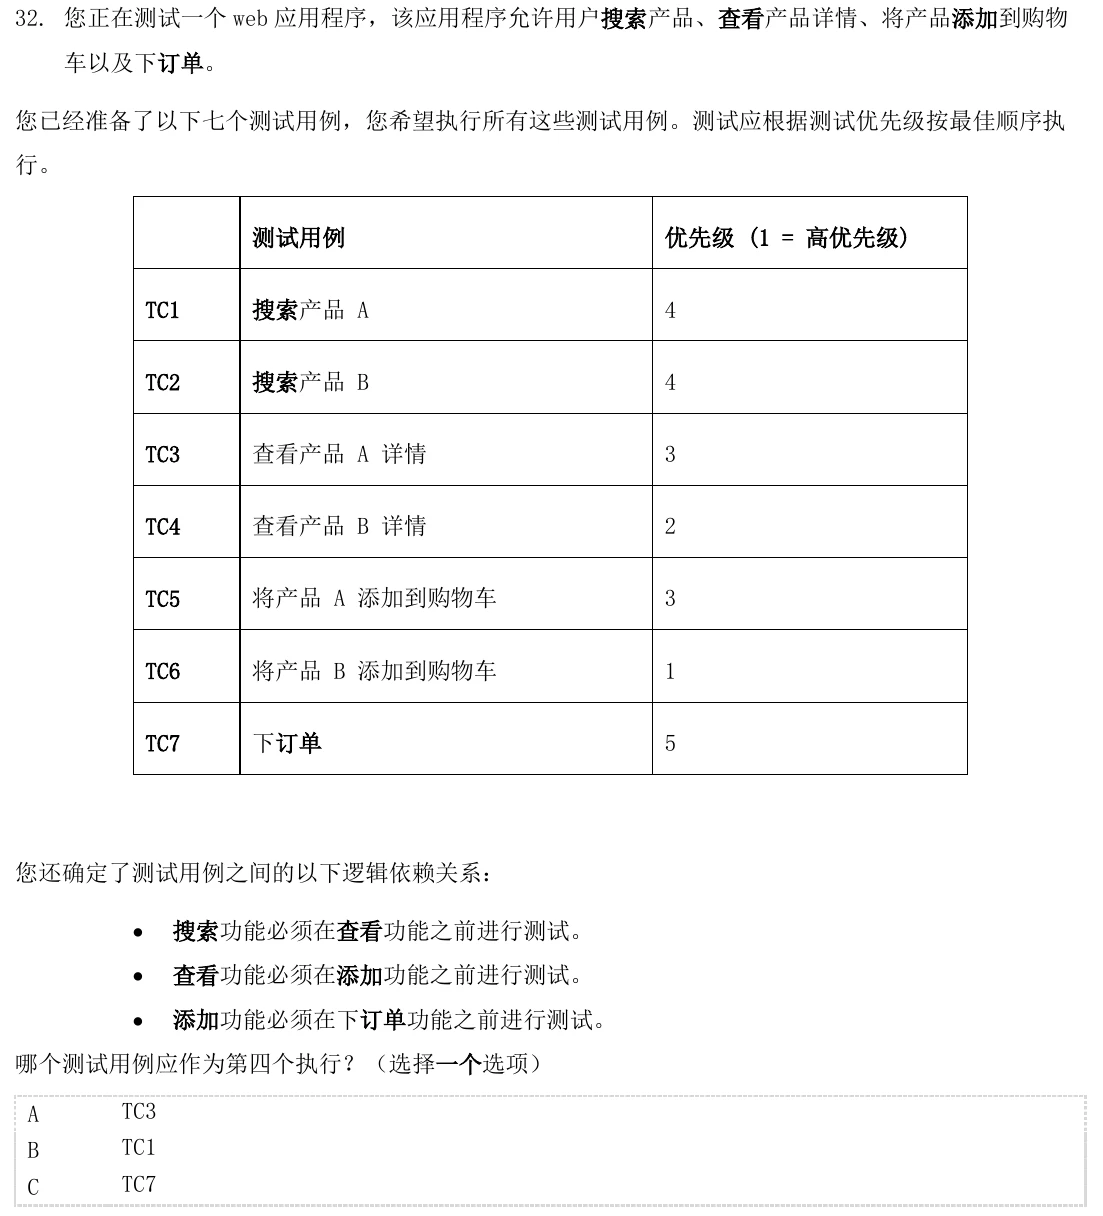 32. 您正在测试一个 web 应用程序，该应用程序允许用户搜索产品、查看产品详情、将产品添加到购物
车以及下订单。
您已经准备了以下七个测试用例，您希望执行所有这些测试用例。测试应根据测试优先级按最佳顺序执
行。
测试用例 优先级 (1 = 高优先级)
TC1 搜索产品 A 4
TC2 搜索产品 B 4
TC3 查看产品 A 详情 3
TC4 查看产品 B 详情 2
TC5 将产品 A 添加到购物车 3
TC6 将产品 B 添加到购物车 1
TC7 下订单 5
您还确定了测试用例之间的以下逻辑依赖关系：
• 搜索功能必须在查看功能之前进行测试。
• 查看功能必须在添加功能之前进行测试。
• 添加功能必须在下订单功能之前进行测试。
哪个测试用例应作为第四个执行？（选择一个选项）
A TC3
B TC1
C TC7